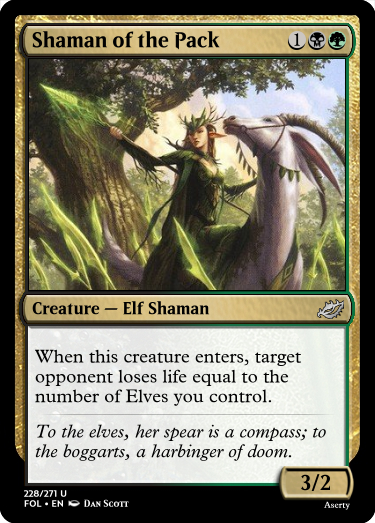 Shaman of the Pack
1
Creature — Elf Shaman
When this creature enters, target
opponent loses life equal to the
number of Elves you control.
To the elves, her spear is a compass; to
the boggarts, a harbinger of doom.
3/2
228/271 U
FOL • EN DAN SCOTT
Aserty